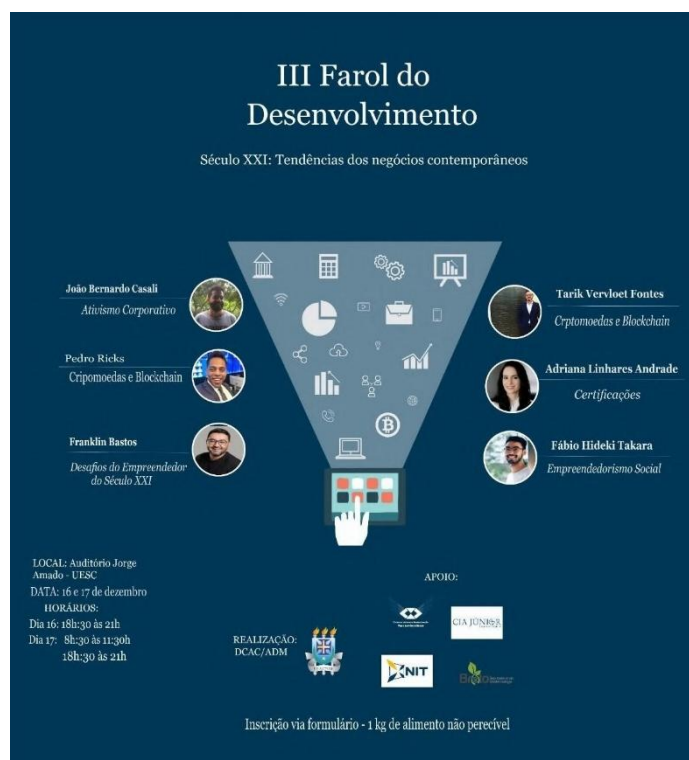 III Farol do
Desenvolvimento
Século XXI: Tendências dos negócios contemporâneos
João Bernardo Casali
Ativismo Corporativo
Pedro Ricks
Cripomoedas e Blockchain
Franklin Bastos
Desafios do Empreendedor
do Século XXI
Tarik Vervloet Fontes
Crptomoedas e Blockchain
Adriana Linhares Andrade
Certificações
Fábio Hideki Takara
Empreendedorismo Social
LOCAL: Auditório Jorge
Amado - UESC
DATA: 16 e 17 de dezembro
HORÁRIOS:
Dia 16: 18h:30 às 21h
Dia 17: 8h:30 às 11:30h
18h:30 às 21h
REALIZAÇÃO:
DCAC/ADM
APOIO:
CIA JÚNIOR
NIT
Inscrição via formulário - 1 kg de alimento não perecível